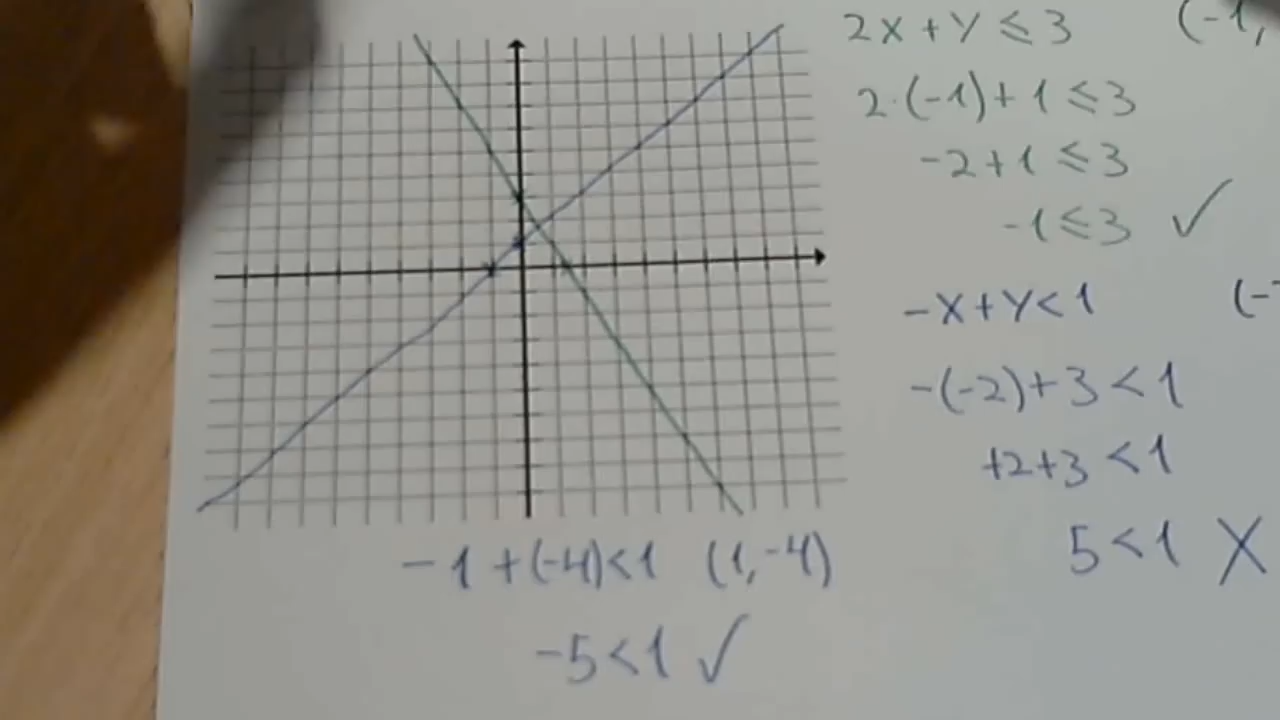 2x+y≤3 (-1,
2·(-1)+1≤3
-2+1≤3
-1≤3 ✓
-x+y<1 (-
-(-2)+3<1
+2+3<1
5<1 X
-1+(-4)<1 (1,-4)
-5<1 ✓